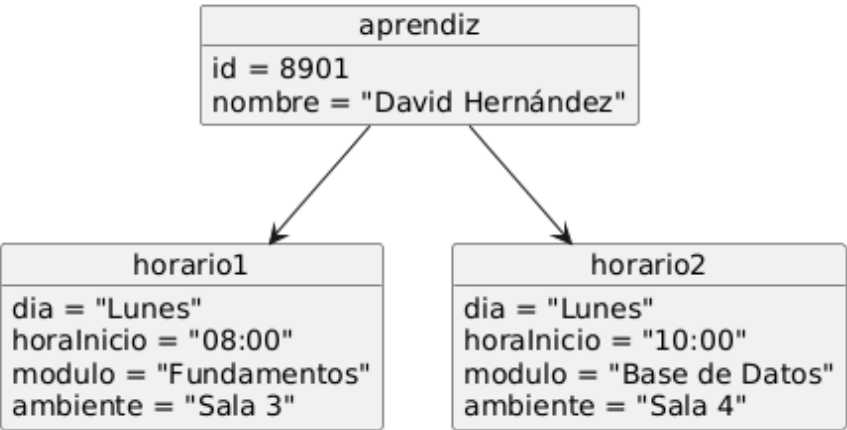 aprendiz
id = 8901
nombre = "David Hernández"
horario1
dia = "Lunes"
horaInicio = "08:00"
modulo = "Fundamentos"
ambiente = "Sala 3"
horario2
dia = "Lunes"
horaInicio = "10:00"
modulo = "Base de Datos"
ambiente = "Sala 4"